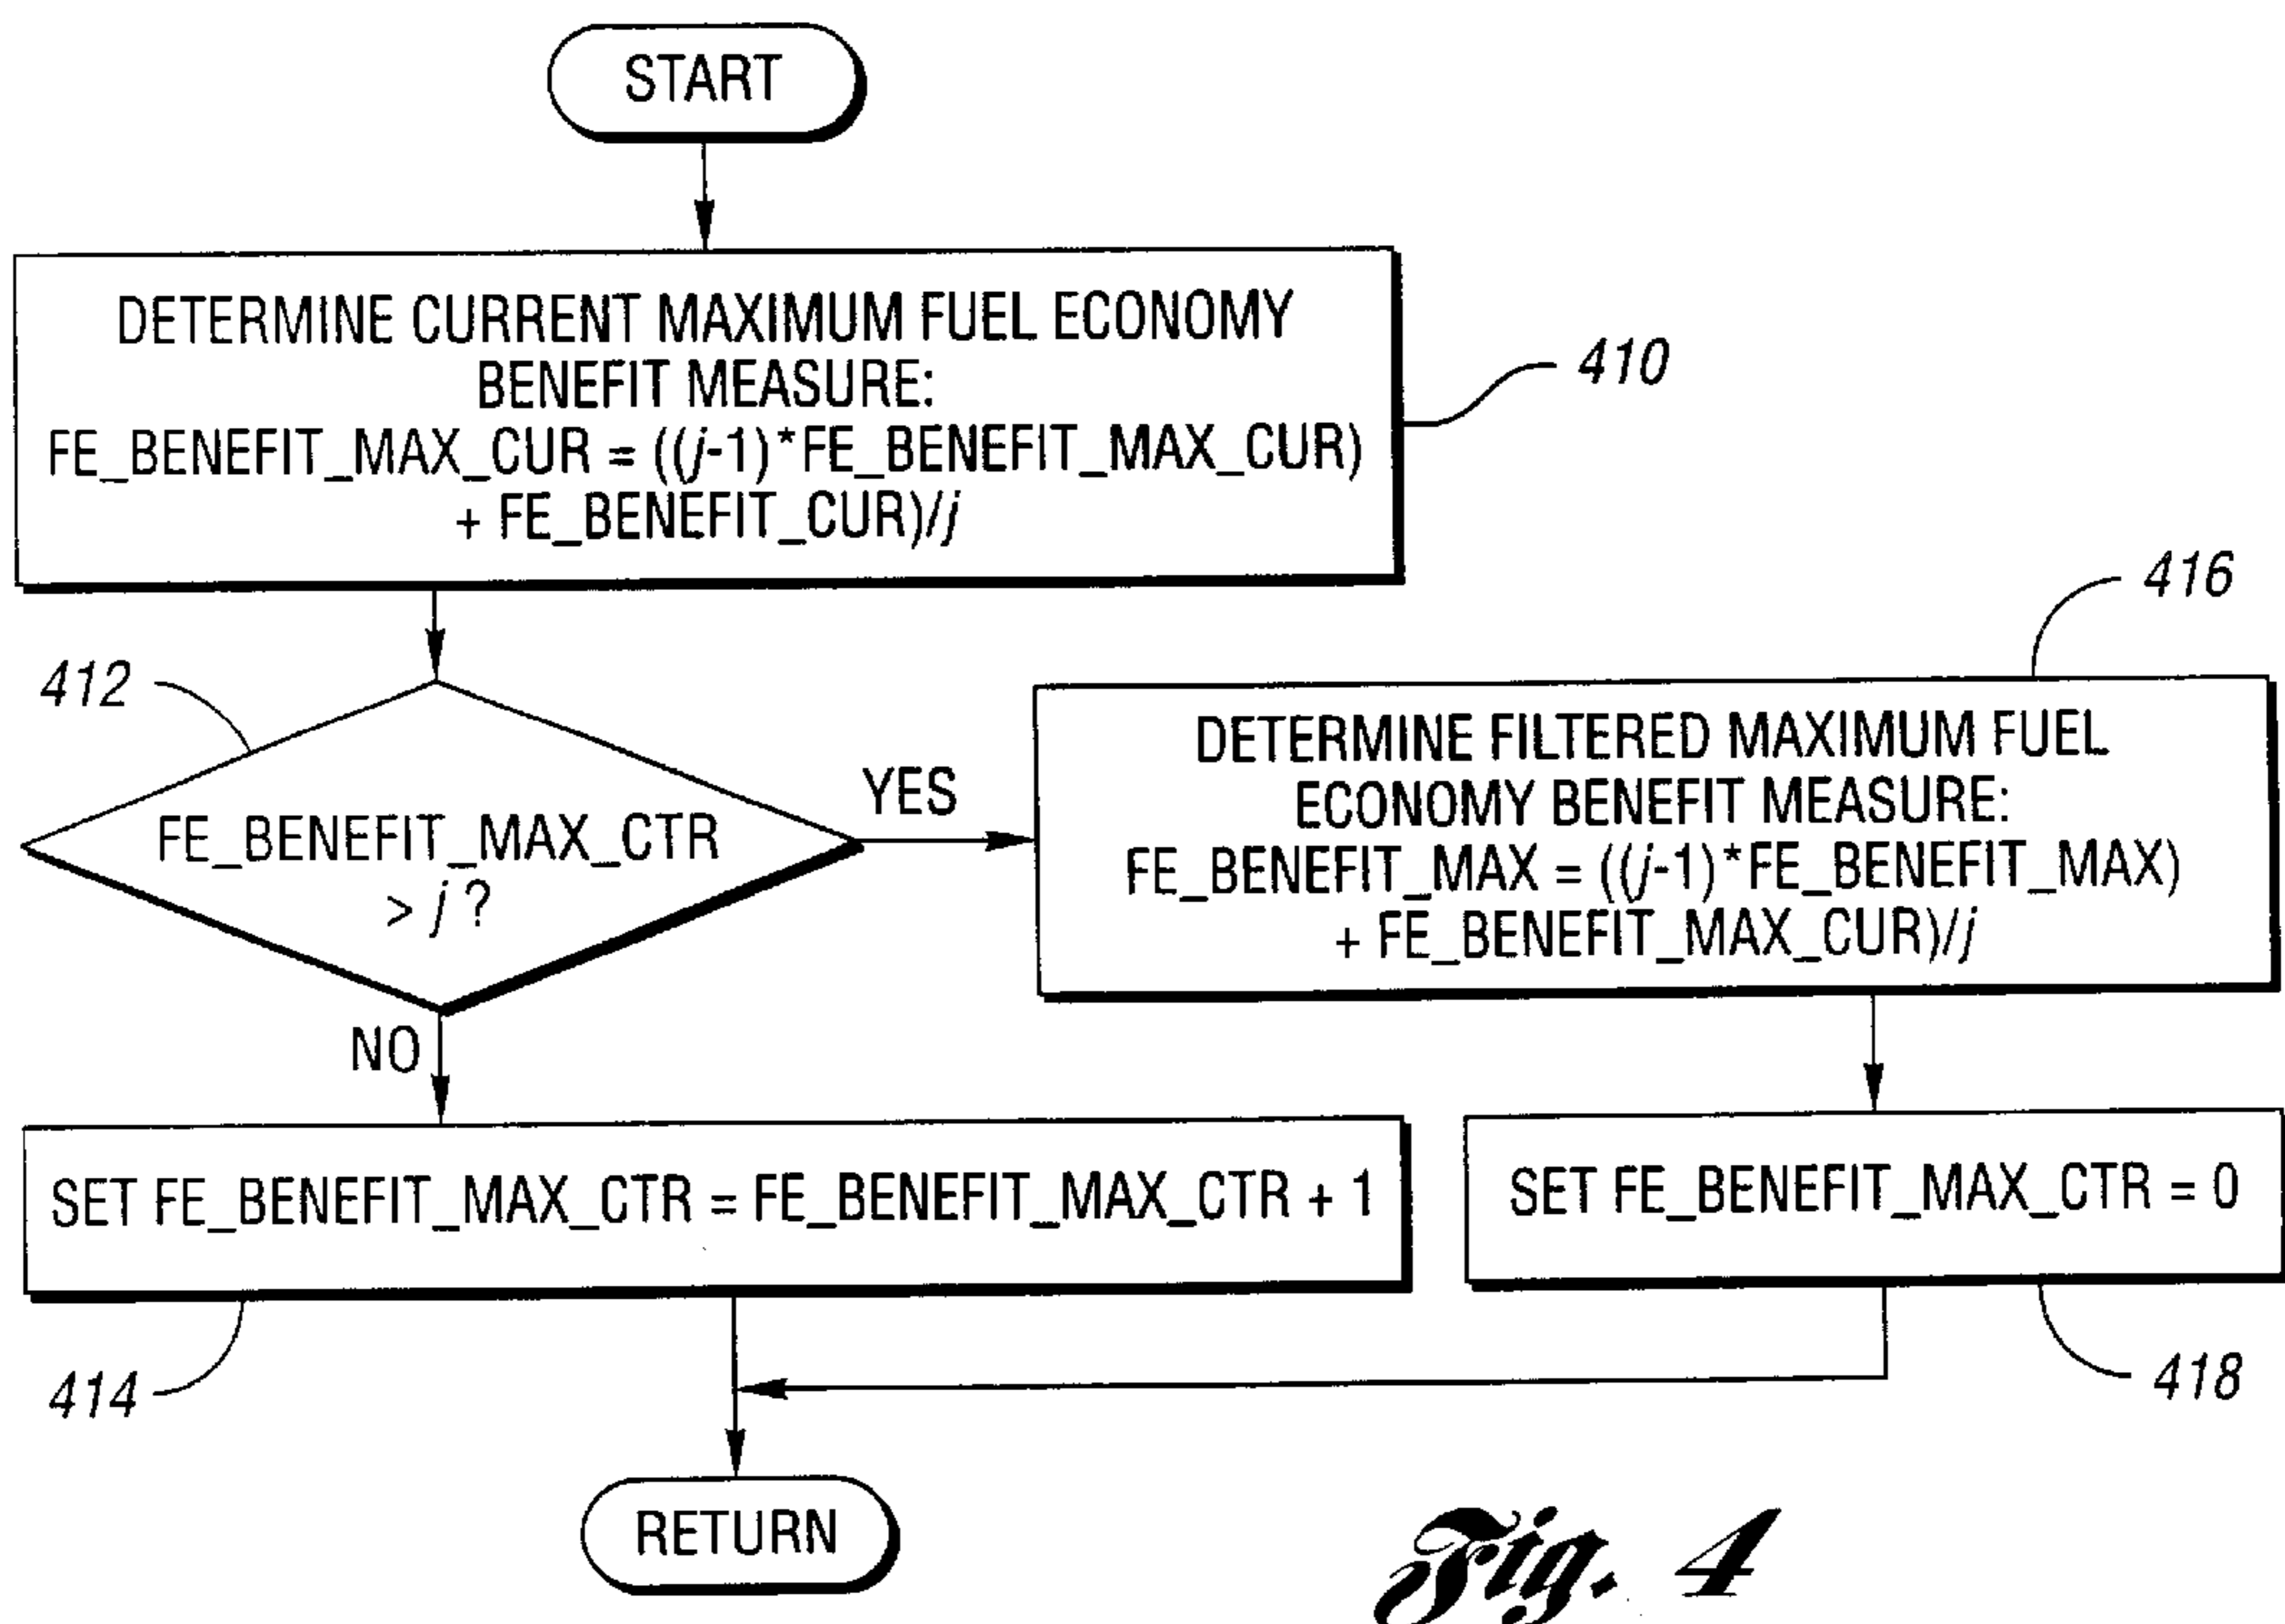 START
DETERMINE CURRENT MAXIMUM FUEL ECONOMY
BENEFIT MEASURE:
FE_BENEFIT_MAX_CUR = ((j-1)*FE_BENEFIT_MAX_CUR)
+ FE_BENEFIT_CUR)/j
410
412
FE_BENEFIT_MAX_CTR
> j ?
YES
NO
416
DETERMINE FILTERED MAXIMUM FUEL
ECONOMY BENEFIT MEASURE:
FE_BENEFIT_MAX = ((j-1)*FE_BENEFIT_MAX)
+ FE_BENEFIT_MAX_CUR)/j
SET FE_BENEFIT_MAX_CTR = FE_BENEFIT_MAX_CTR + 1
414
SET FE_BENEFIT_MAX_CTR = 0
418
RETURN
Fig. 4